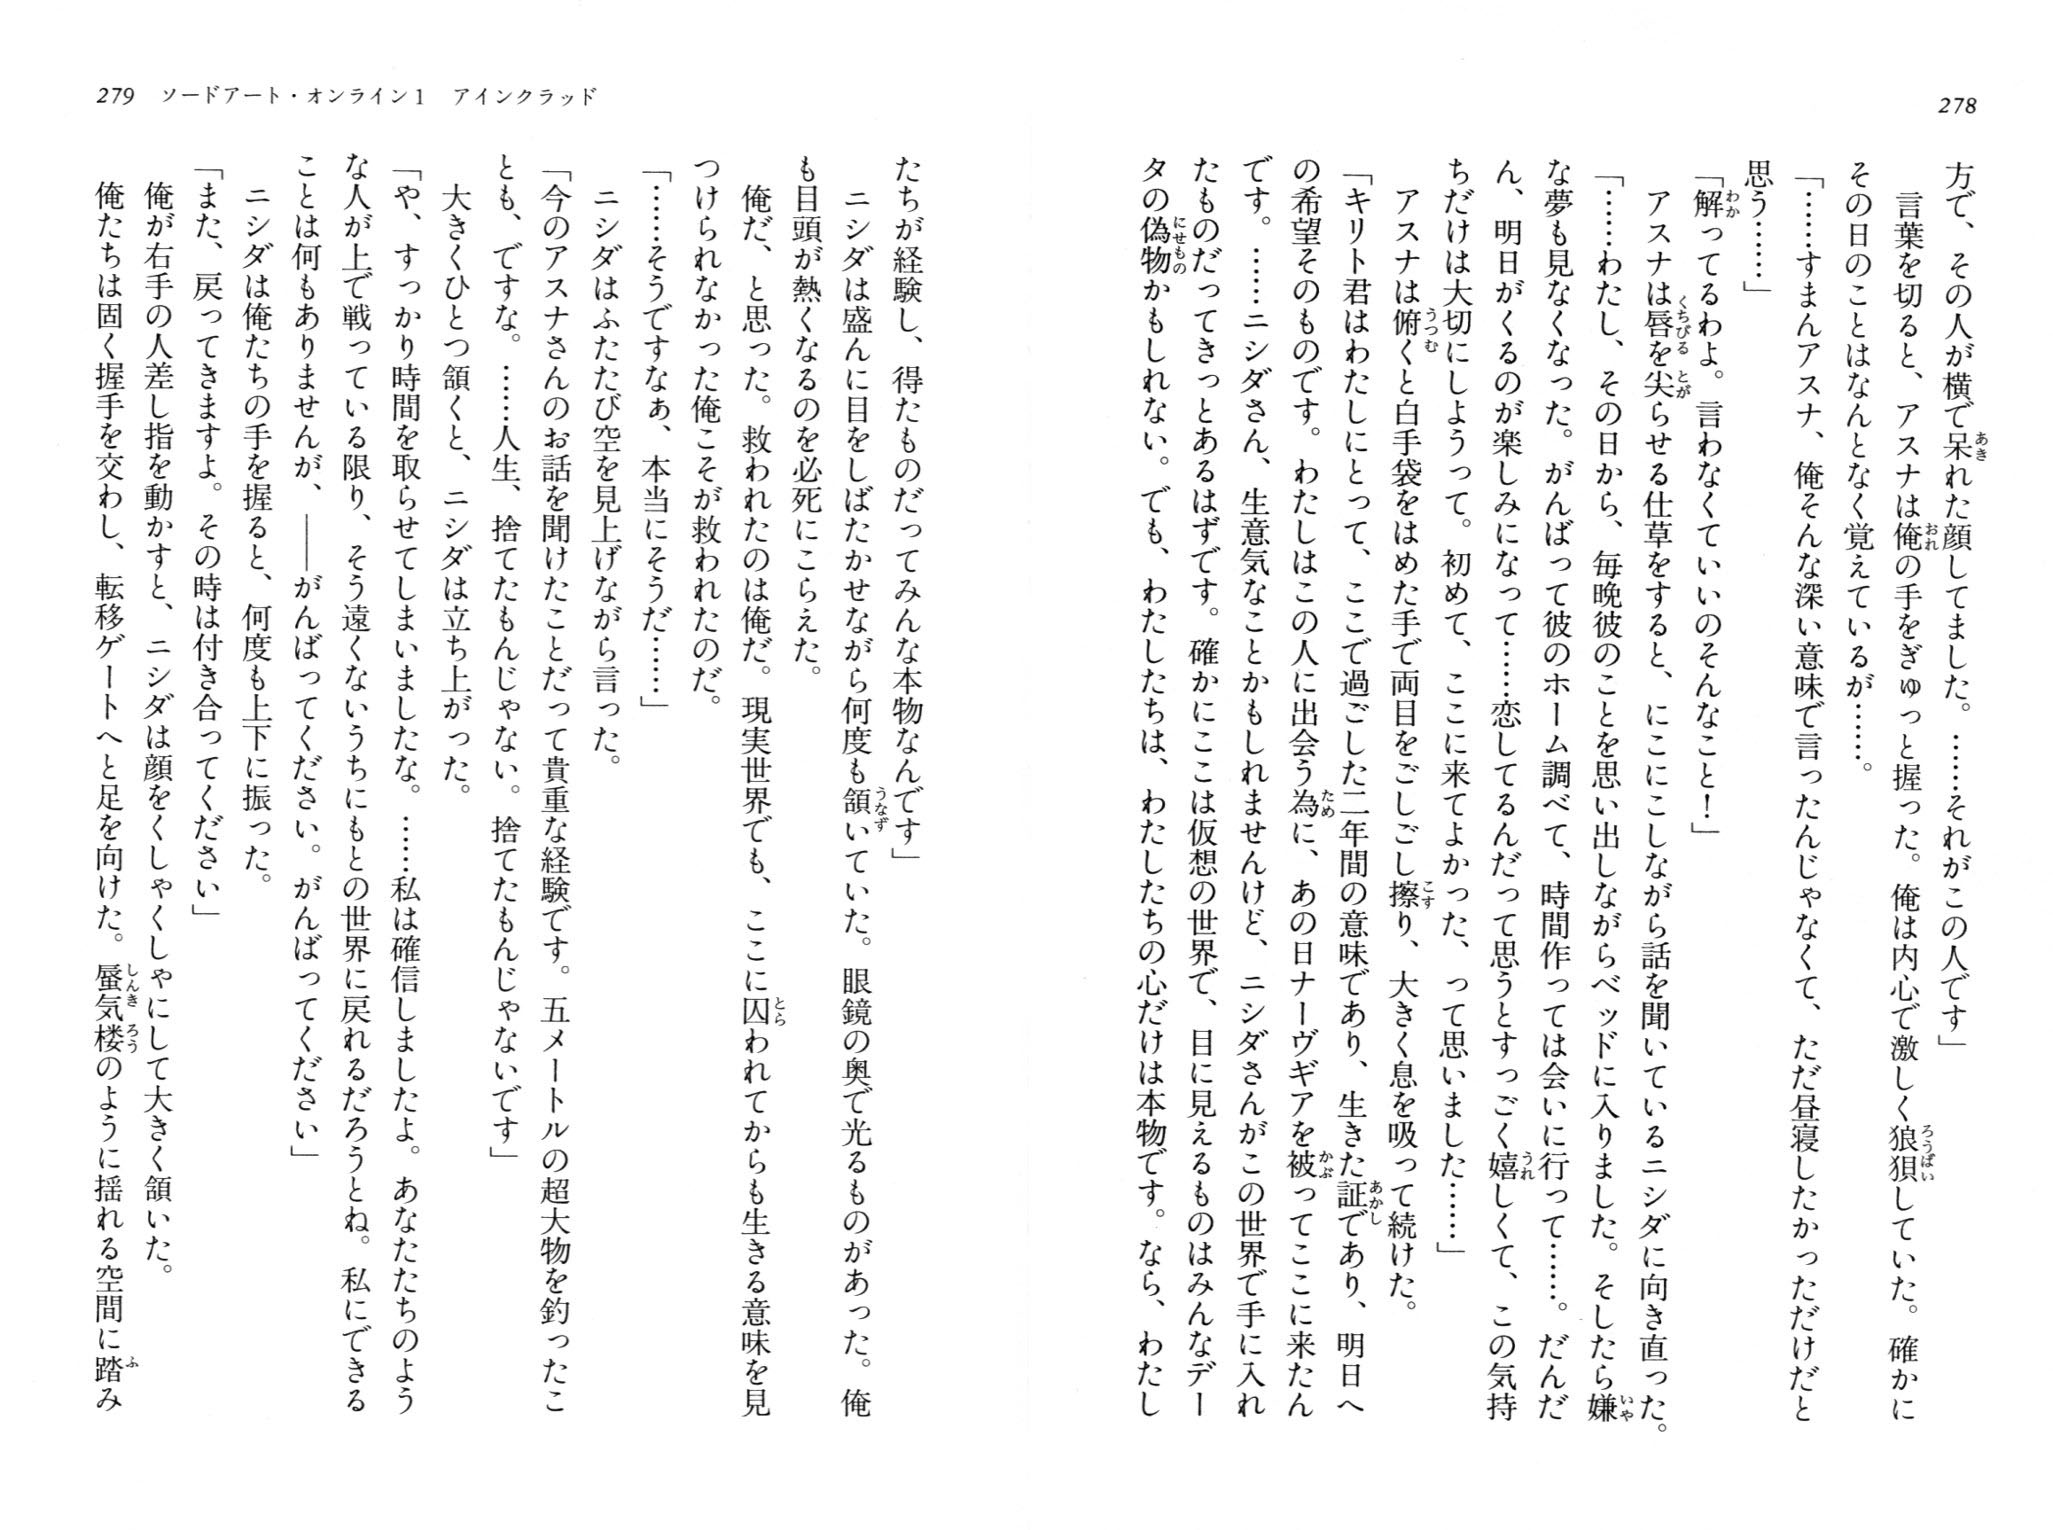 278
方で、その人が横で呆れた顔してました。……それがこの人です」
言葉を切ると、アスナは俺の手をぎゅっと握った。俺は内心で激しく狼狽していた。確かに
その日のことはなんとなく覚えているが……。
「……すまんアスナ、俺そんな深い意味で言ったんじゃなくて、ただ昼寝したかっただけだと
思う……」
「解ってるわよ。言わなくていいのそんなこと！」
アスナは唇を尖らせる仕草をすると、にこにこしながら話を聞いているニシダに向き直った。
「……わたし、その日から、毎晩彼のことを思い出しながらベッドに入りました。そしたら嫌
な夢も見なくなった。がんばって彼のホーム調べて、時間作っては会いに行って……。だんだ
ん、明日がくるのが楽しみになって……恋してるんだって思うとすっごく嬉しくて、この気持
ちだけは大切にしようって。初めて、ここに来てよかった、って思いました……」
アスナは俯くと白手袋をはめた手で両目をごしごし擦り、大きく息を吸って続けた。
「キリト君はわたしにとって、ここで過ごした二年間の意味であり、生きた証であり、明日へ
の希望そのものです。わたしはこの人に出会う為に、あの日ナーヴギアを被ってここに来たん
です。……ニシダさん、生意気なことかもしれませんけど、ニシダさんがこの世界で手に入れ
たものだってきっとあるはずです。確かにここは仮想の世界で、目に見えるものはみんなデー
タの偽物かもしれない。でも、わたしたちは、わたしたちの心だけは本物です。なら、わたし
279 ソードアート・オンライン1 アインクラッド
たちが経験し、得たものだってみんな本物なんです」
ニシダは盛んに目をしばたかせながら何度も頷いていた。眼鏡の奥で光るものがあった。俺
も目頭が熱くなるのを必死にこらえた。
俺だ、と思った。救われたのは俺だ。現実世界でも、ここに囚われてからも生きる意味を見
つけられなかった俺こそが救われたのだ。
「……そうですなぁ、本当にそうだ……」
ニシダはふたたび空を見上げながら言った。
「今のアスナさんのお話を聞けたことだって貴重な経験です。五メートルの超大物を釣ったこ
とも、ですな。……人生、捨てたもんじゃない。捨てたもんじゃないです」
大きくひとつ頷くと、ニシダは立ち上がった。
「や、すっかり時間を取らせてしまいましたな。……私は確信しましたよ。あなたたちのよう
な人が上で戦っている限り、そう遠くないうちにもとの世界に戻れるだろうとね。私にできる
ことは何もありませんが、――がんばってください。がんばってください」
ニシダは俺たちの手を握ると、何度も上下に振った。
「また、戻ってきますよ。その時は付き合ってください」
俺が右手の人差し指を動かすと、ニシダは顔をくしゃくしゃにして大きく頷いた。
俺たちは固く握手を交わし、転移ゲートへと足を向けた。蜃気楼のように揺れる空間に踏み